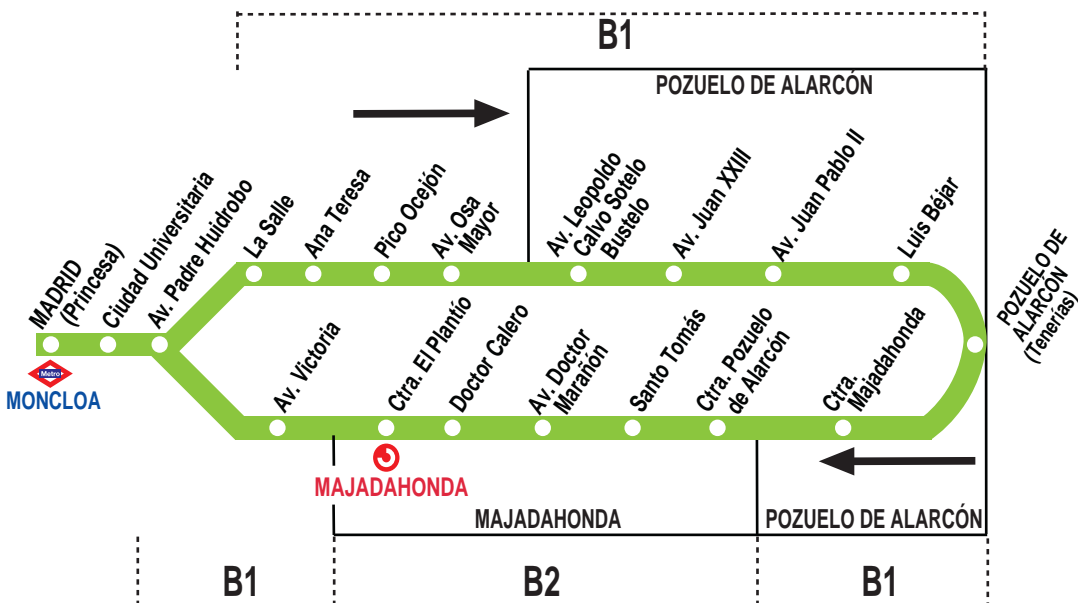 B1
POZUELO DE ALARCÓN
MADRID
(Princesa)
Ciudad Universitaria
Av. Padre Huidrobo
La Salle
Ana Teresa
Pico Ocejón
Av. Osa
Mayor
Av. Leopoldo
Calvo Sotelo
Bustelo
Av. Juan XXIII
Av. Juan Pablo II
Luis Béjar
POZUELO DE
ALARCÓN
(Tenerías)
Metro
MONCLOA
Av. Victoria
Ctra. El Plantío
Doctor Calero
Av. Doctor
Marañón
Santo Tomás
Ctra. Pozuelo
de Alarcón
Ctra.
Majadahonda
MAJADAHONDA
MAJADAHONDA
POZUELO DE ALARCÓN
B1
B2
B1